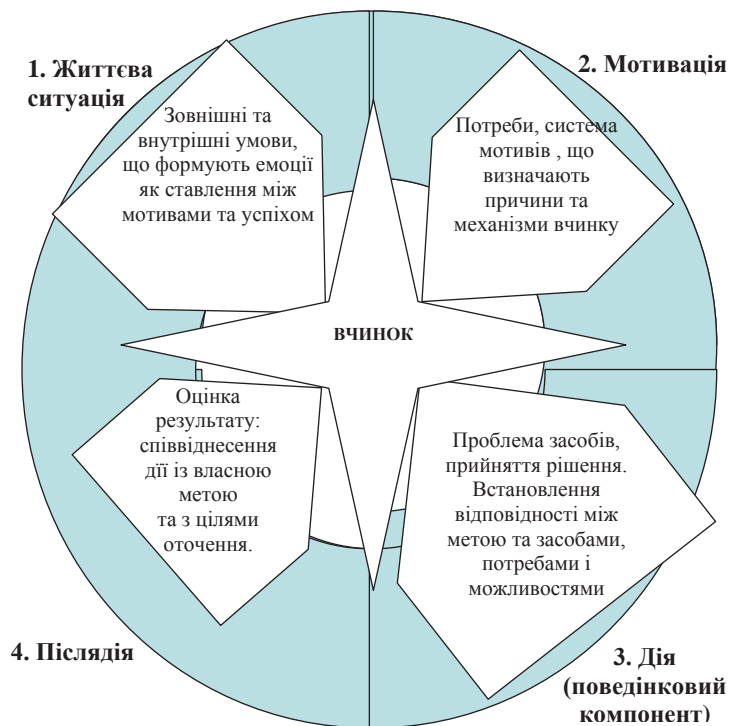 1. Життєва
ситуація
Зовнішні та
внутрішні умови,
що формують емоції
як ставлення між
мотивами та успіхом
2. Мотивація
Потреби, система
мотивів , що
визначають
причини та
механізми вчинку
ВЧИНОК
Оцінка
результату:
співвіднесення
дії із власною
метою
та з цілями
оточення.
Проблема засобів,
прийняття рішення.
Встановлення
відповідності між
метою та засобами,
потребами і
можливостями
4. Післядія
3. Дія
(поведінковий
компонент)